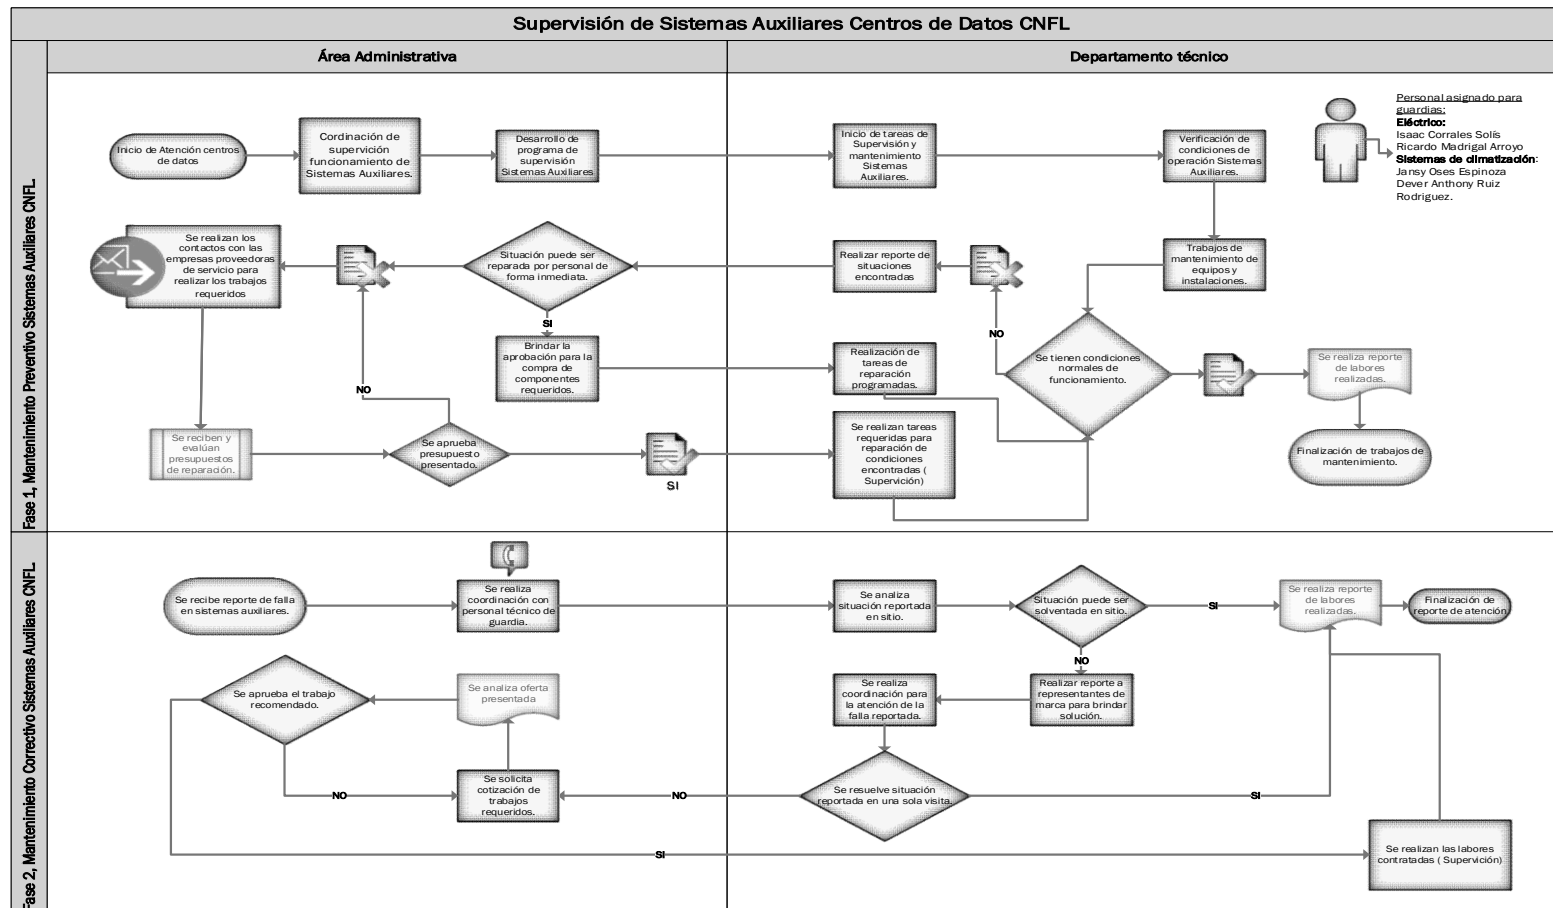 Supervisión de Sistemas Auxiliares Centros de Datos CNFL
Área Administrativa
Departamento técnico
Fase 1, Mantenimiento Preventivo Sistemas Auxiliares CNFL.
Inicio de Atención centros
de datos
Cordinación de
supervición
funcionamiento de
Sistemas Auxiliares.
Desarrollo de
programa de
supervisión
Sistemas Auxiliares
Inicio de tareas de
Supervisión y
mantenimiento
Sistemas
Auxiliares.
Verificación de
condiciones de
operación Sistemas
Auxiliares.
Personal asignado para
guardias:
Eléctrico:
Isaac Corrales Solís
Ricardo Madrigal Arroyo
Sistemas de climatización:
Jansy Oses Espinoza
Dever Anthony Ruiz
Rodriguez.
Se realizan los
contactos con las
empresas proveedoras
de servicio para
realizar los trabajos
requeridos
Situación puede ser
reparada por personal de
forma inmediata.
Realizar reporte de
situaciones
encontradas
Trabajos de
mantenimiento de
equipos y
instalaciones.
SI
NO
Brindar la
aprobación para la
compra de
componentes
requeridos.
Realización de
tareas de
reparación
programadas.
Se tienen condiciones
normales de
funcionamiento.
Se realiza reporte
de labores
realizadas.
NO
Se reciben y
evalúan
presupuestos
de reparación.
Se aprueba
presupuesto
presentado.
SI
Se realizan tareas
requeridas para
reparación de
condiciones
encontradas (
Supervición)
Finalización de trabajos de
mantenimiento.
Fase 2, Mantenimiento Correctivo Sistemas Auxiliares CNFL.
Se recibe reporte de falla
en sistemas auxiliares.
Se realiza
coordinación con
personal técnico de
guardia.
Se analiza
situación reportada
en sitio.
Situación puede ser
solventada en sitio.
SI
Se realiza reporte
de labores
realizadas.
Finalización de
reporte de atención
NO
Se aprueba el trabajo
recomendado.
Se analiza oferta
presentada
Se realiza
coordinación para
la atención de la
falla reportada.
Realizar reporte a
representantes de
marca para brindar
solución.
NO
Se solicita
cotización de
trabajos
requeridos.
NO
Se resuelve situación
reportada en una sola visita.
SI
SI
Se realizan las labores
contratadas ( Supervición)